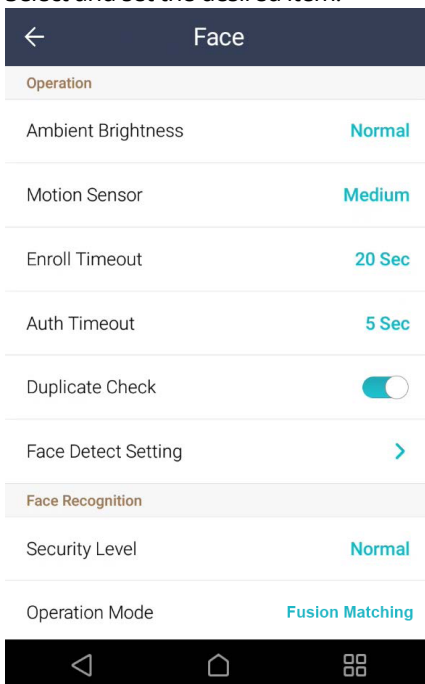 Select and set the desired item.
Face
Operation
Ambient Brightness Normal
Motion Sensor Medium
Enroll Timeout 20 Sec
Auth Timeout 5 Sec
Duplicate Check
Face Detect Setting
Face Recognition
Security Level Normal
Operation Mode Fusion Matching